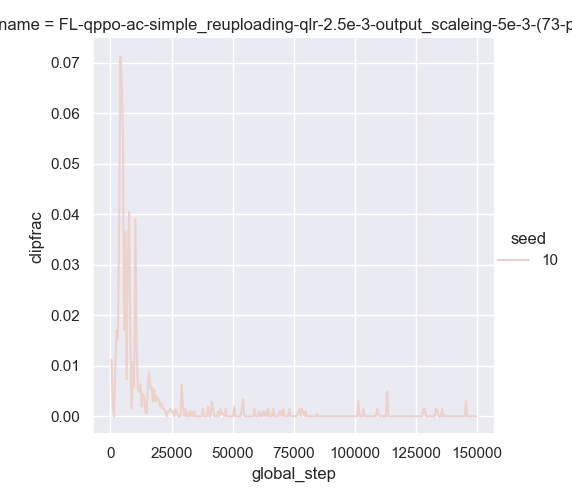 name = FL-qppo-ac-simple_reuploading-qlr-2.5e-3-output_scaleing-5e-3-(73-p
0.07
0.06
0.05
0.04
0.03
0.02
0.01
0.00
clipfrac
0 25000 50000 75000 100000 125000 150000
global_step
seed
10